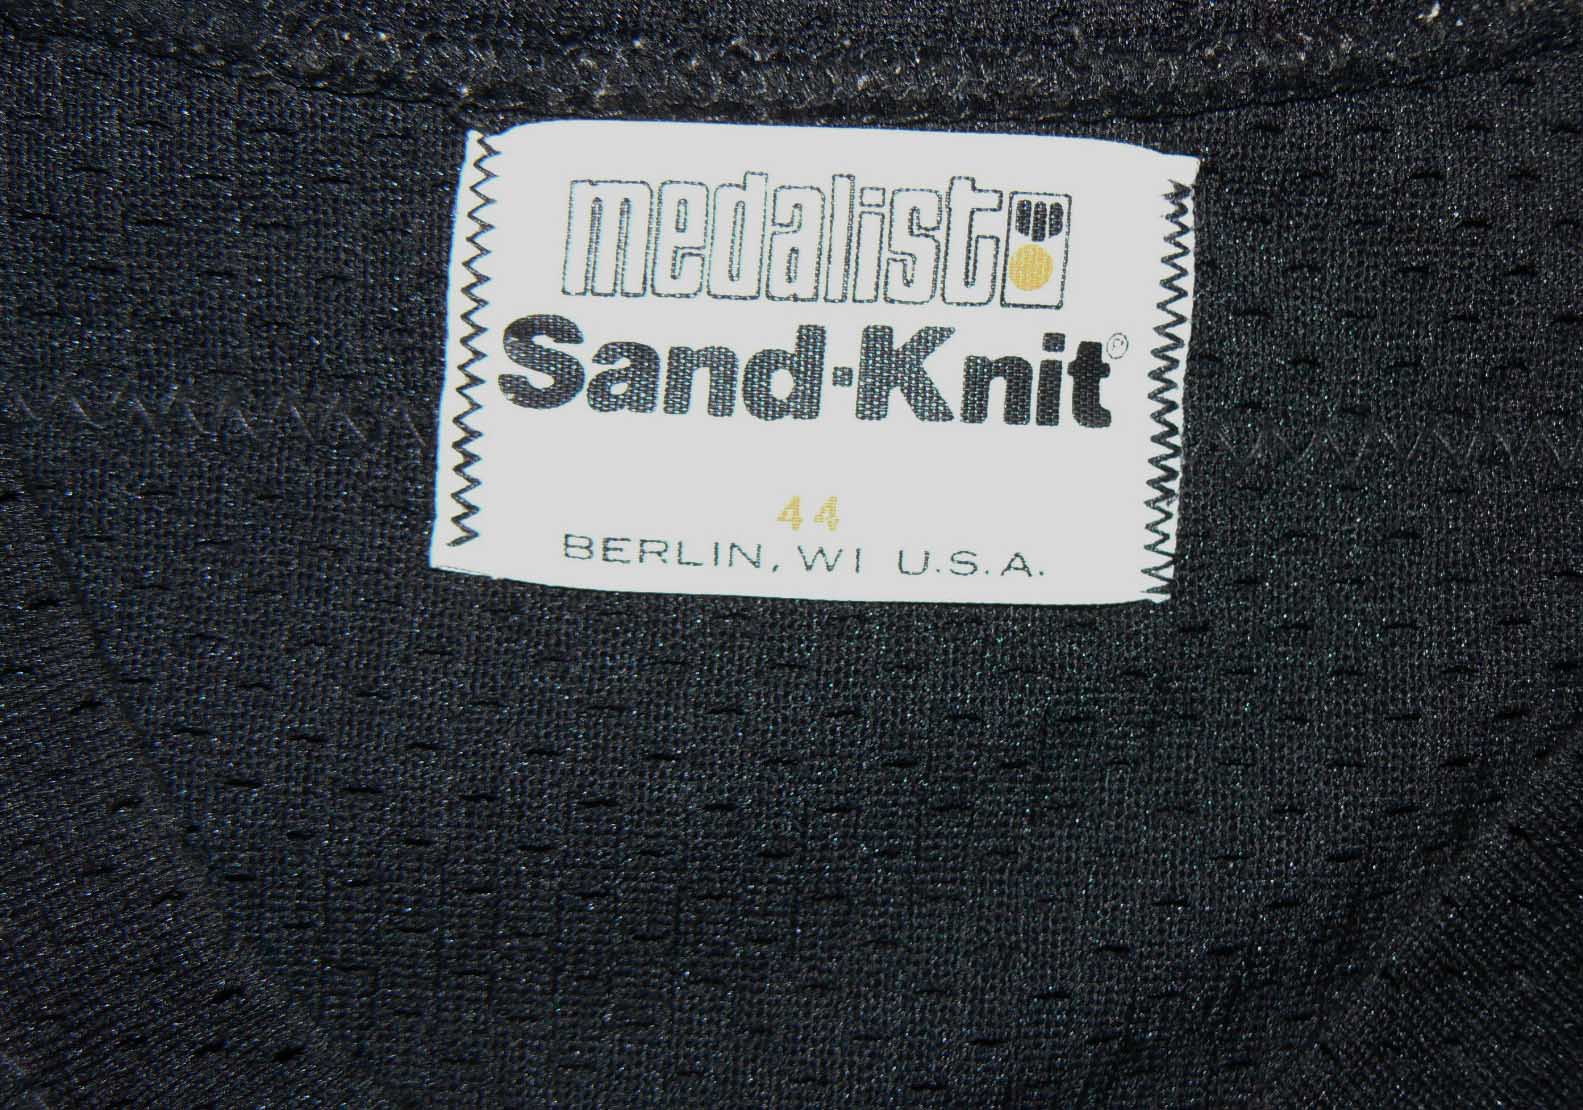 medalist
Sand-Knit®
44
BERLIN, WI U.S.A.